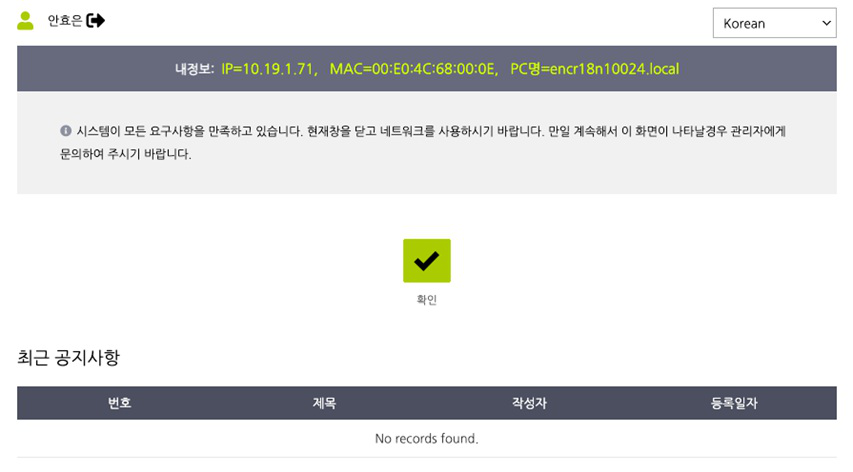 안효은
Korean
내정보: IP=10.19.1.71, MAC=00:E0:4C:68:00:0E, PC명=encr18n10024.local
시스템이 모든 요구사항을 만족하고 있습니다. 현재창을 닫고 네트워크를 사용하시기 바랍니다. 만일 계속해서 이 화면이 나타날경우 관리자에게
문의하여 주시기 바랍니다.
확인
최근 공지사항
번호 제목 작성자 등록일자
No records found.